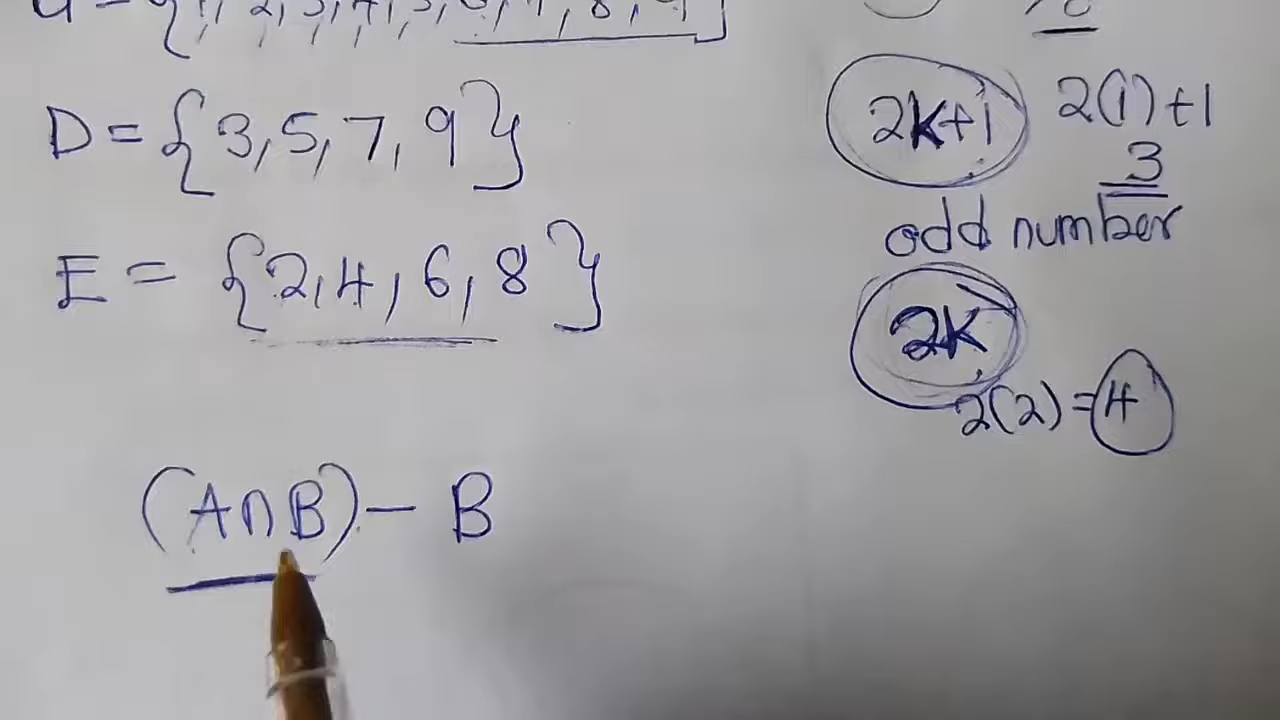 D = {3, 5, 7, 9}
E = {2, 4, 6, 8}
(A∩B) - B
2K+1 2(1)+1
3
odd number
2K
2(2) = 4